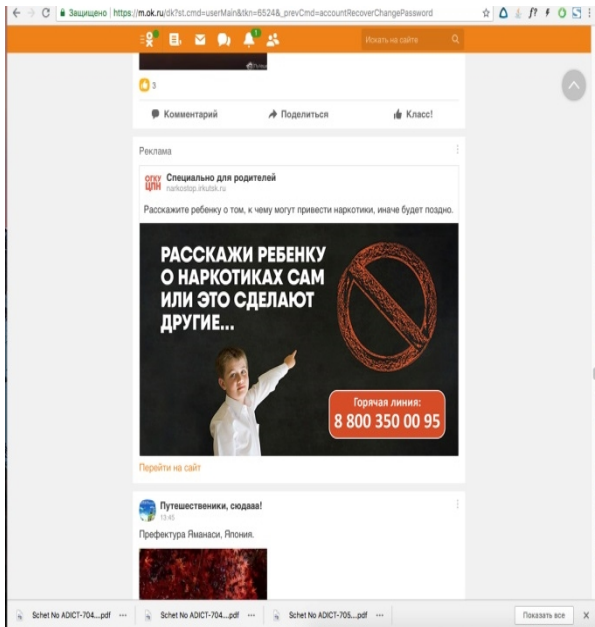 Защищено https://m.ok.ru/dk?st.cmd=userMain&tkn=6524&_prevCmd=accountRecoverChangePassword
1
Искать на сайте
3
Комментарий
Поделиться
Класс!
Реклама
ОГКУ
ЦПН
Специально для родителей
narkostop.irkutsk.ru
Расскажите ребенку о том, к чему могут привести наркотики, иначе будет поздно.
РАССКАЖИ РЕБЕНКУ
О НАРКОТИКАХ САМ
ИЛИ ЭТО СДЕЛАЮТ
ДРУГИЕ...
Горячая линия:
8 800 350 00 95
Перейти на сайт
Путешественики, сюдааа!
13:45
Префектура Яманаси, Япония.
Schet No ADICT-704....pdf
Schet No ADICT-704....pdf
Schet No ADICT-705....pdf
Показать все